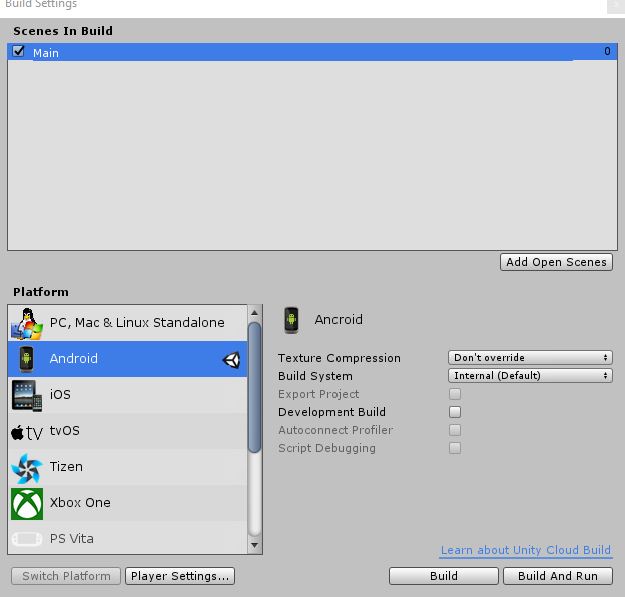 Build Settings
Scenes In Build
Main 0
Add Open Scenes
Platform
PC, Mac & Linux Standalone
Android
iOS
tv tvOS
Tizen
Xbox One
PS Vita
Ancroid
Texture Compression Don't override
Build System Internal (Default)
Export Project
Development Build
Autoconnect Profiler
Script Debugging
Learn about Unity Cloud Build
Switch Platform Player Settings... Build Build And Run